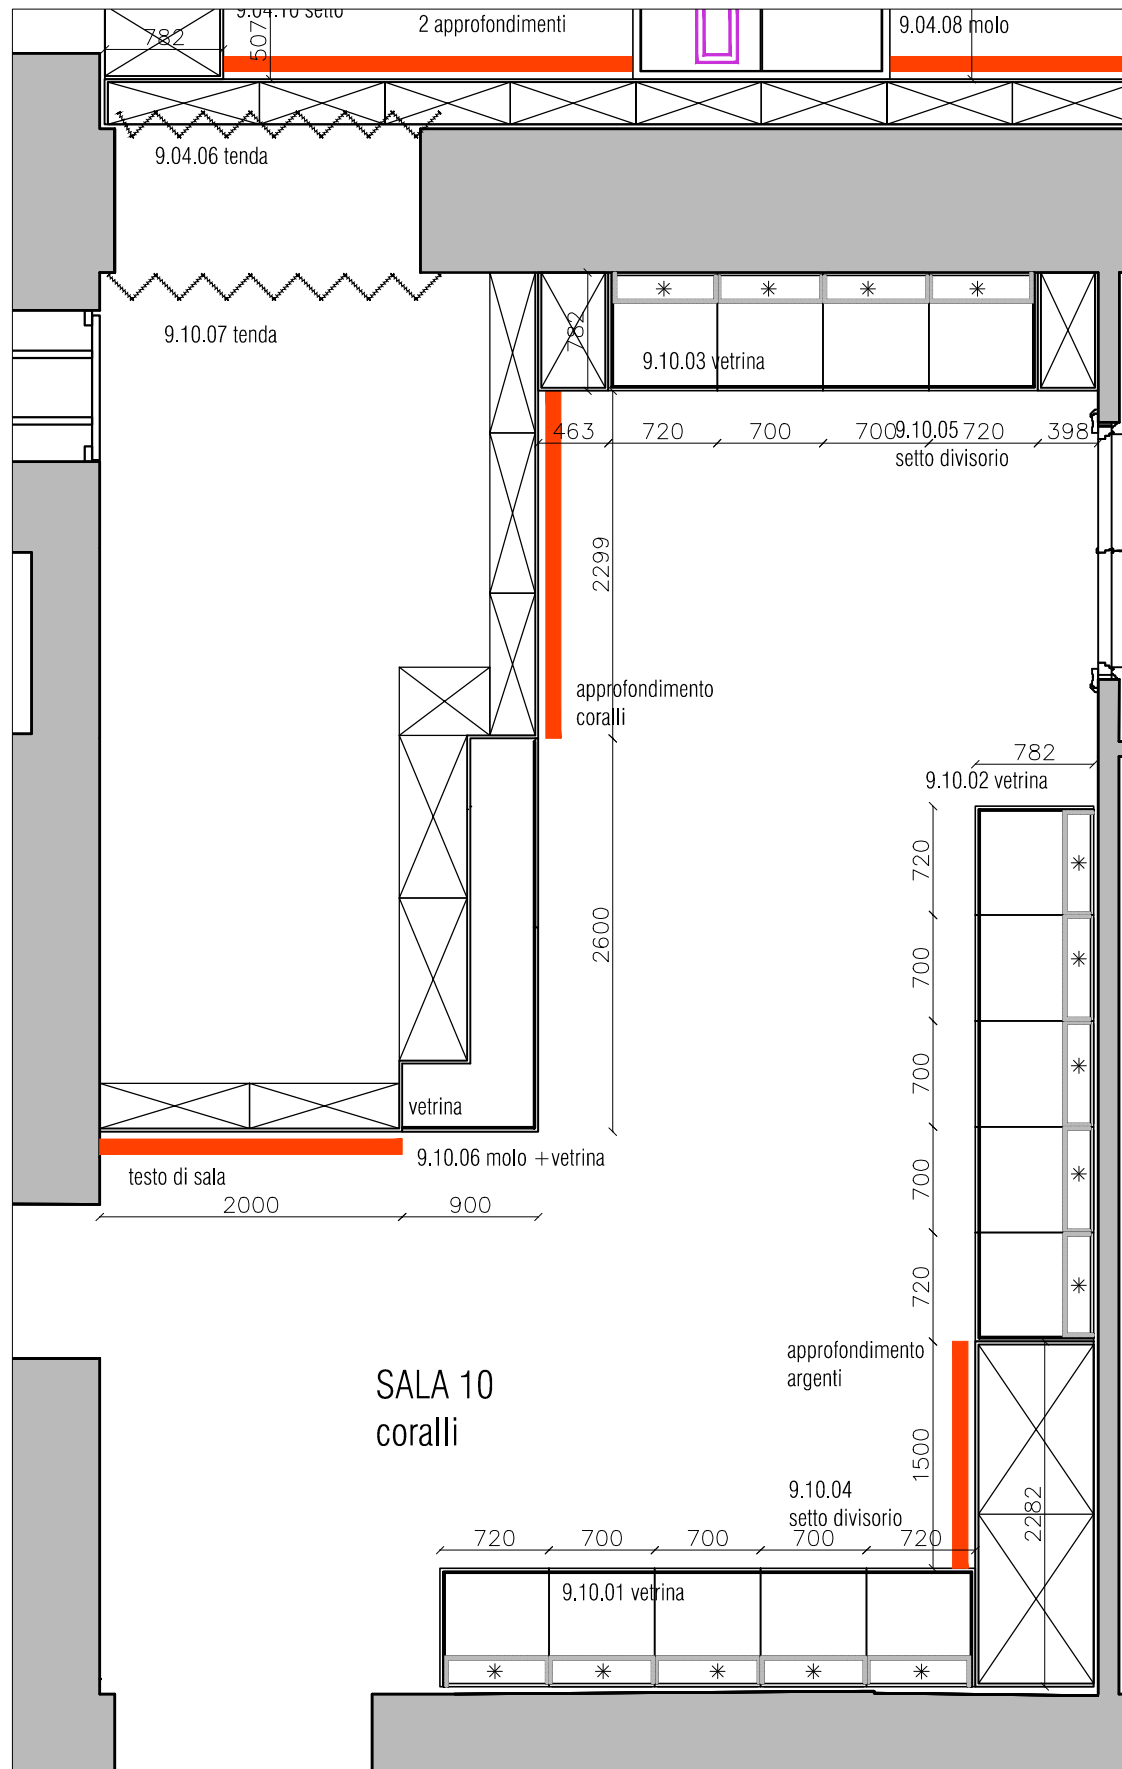 9.04.10 setto
2 approfondimenti
9.04.08 molo
782
507
9.04.06 tenda
9.10.07 tenda
782
9.10.03 vetrina
463 720 700 700 720 398
9.10.05
setto divisorio
2299
approfondimento
coralli
782
9.10.02 vetrina
720
700
700
700
720
2600
vetrina
9.10.06 molo +vetrina
testo di sala
2000 900
SALA 10
coralli
approfondimento
argenti
1500
2282
9.10.04
setto divisorio
720 700 700 700 720
9.10.01 vetrina